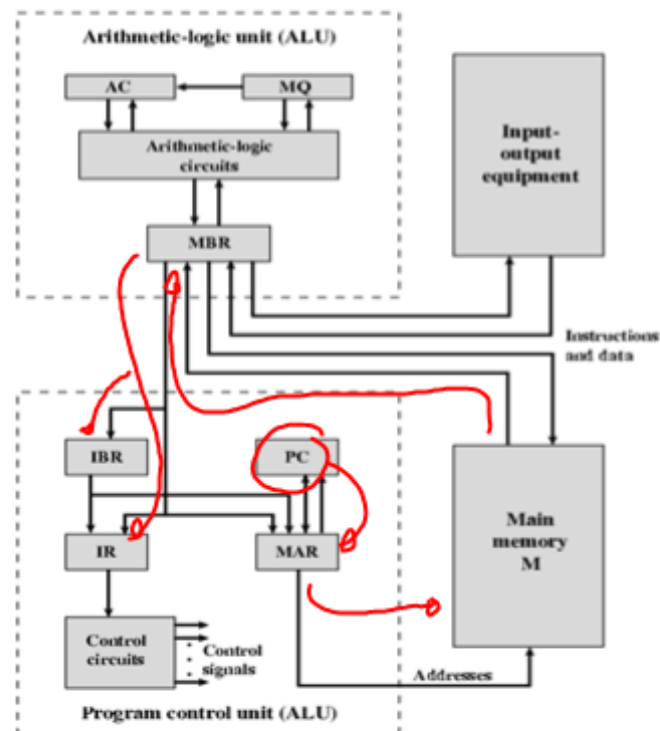 Arithmetic-logic unit (ALU)
AC
MQ
Arithmetic-logic
circuits
MBR
Input-
output
equipment
Instructions
and data
IBR
PC
IR
MAR
Main
memory
M
Control
circuits
Control
signals
Addresses
Program control unit (ALU)